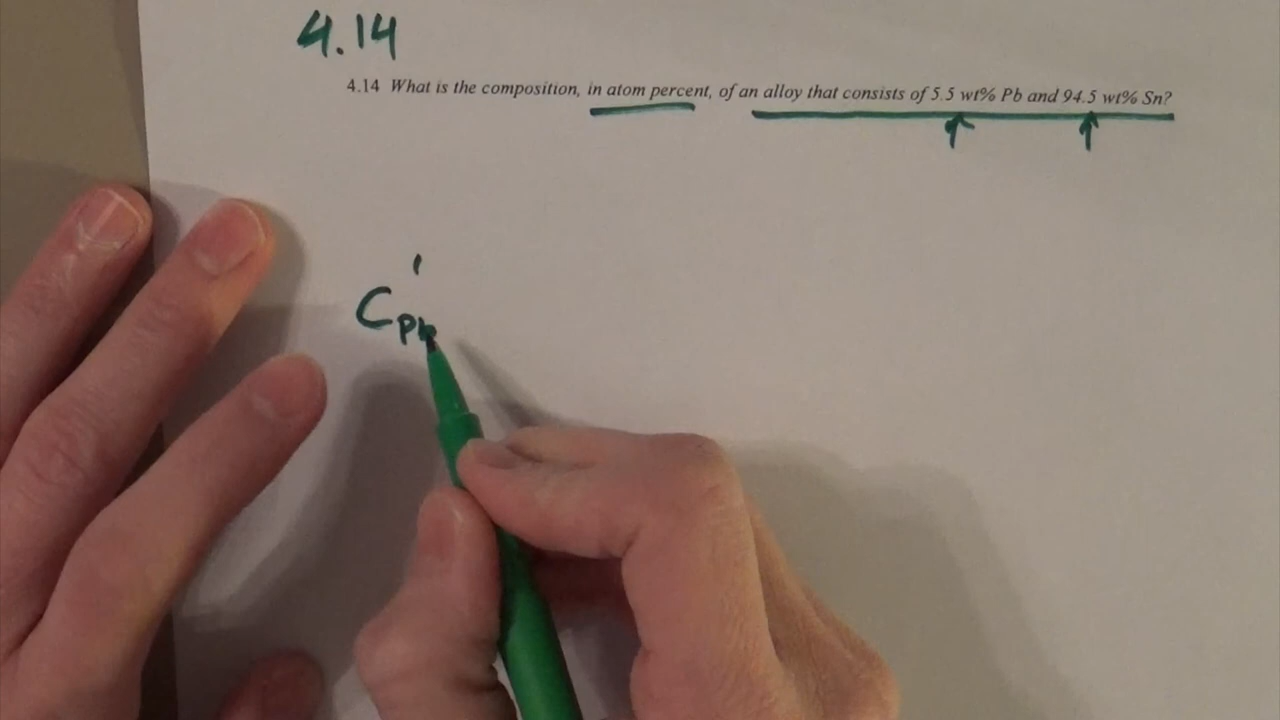 4.14
4.14 What is the composition, in atom percent, of an alloy that consists of 5.5 wt% Pb and 94.5 wt% Sn?
C'Pb